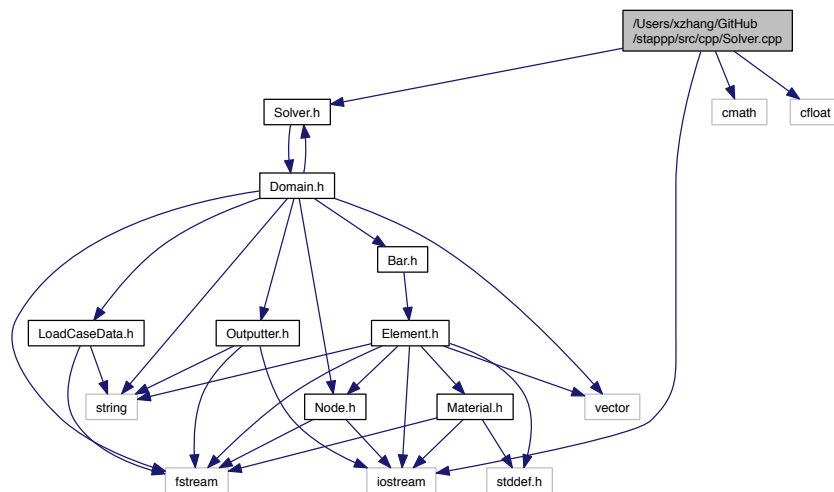 /Users/xzhang/GitHub
/stappp/src/cpp/Solver.cpp
Solver.h
cmath
cfloat
Domain.h
Bar.h
LoadCaseData.h
Outputter.h
Element.h
string
Node.h
Material.h
vector
fstream
iostream
stddef.h